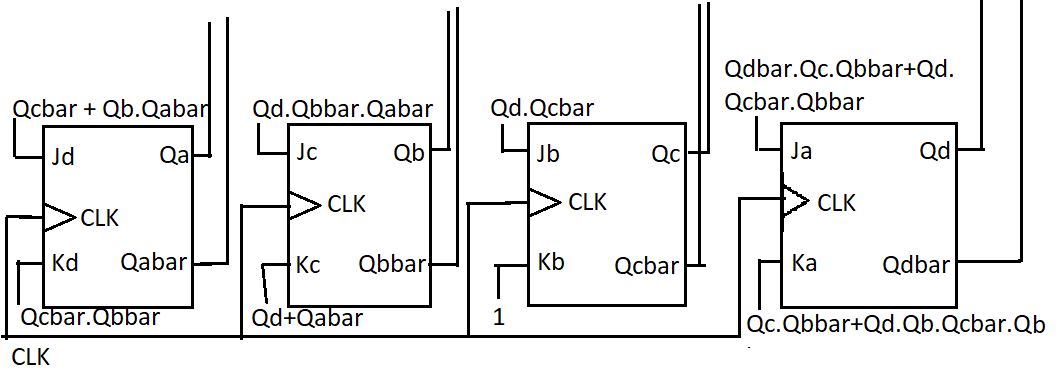 Qcbar + Qb.Qabar
Jd
Qa
CLK
Kd
Qabar
Qcbar.Qbbar
Qd.Qbbar.Qabar
Jc
Qb
CLK
Kc
Qbbar
Qd+Qabar
Qd.Qcbar
Jb
Qc
CLK
Kb
Qcbar
1
Qdbar.Qc.Qbbar+Qd.
Qcbar.Qbbar
Ja
Qd
CLK
Ka
Qdbar
Qc.Qbbar+Qd.Qb.Qcbar.Qb
CLK